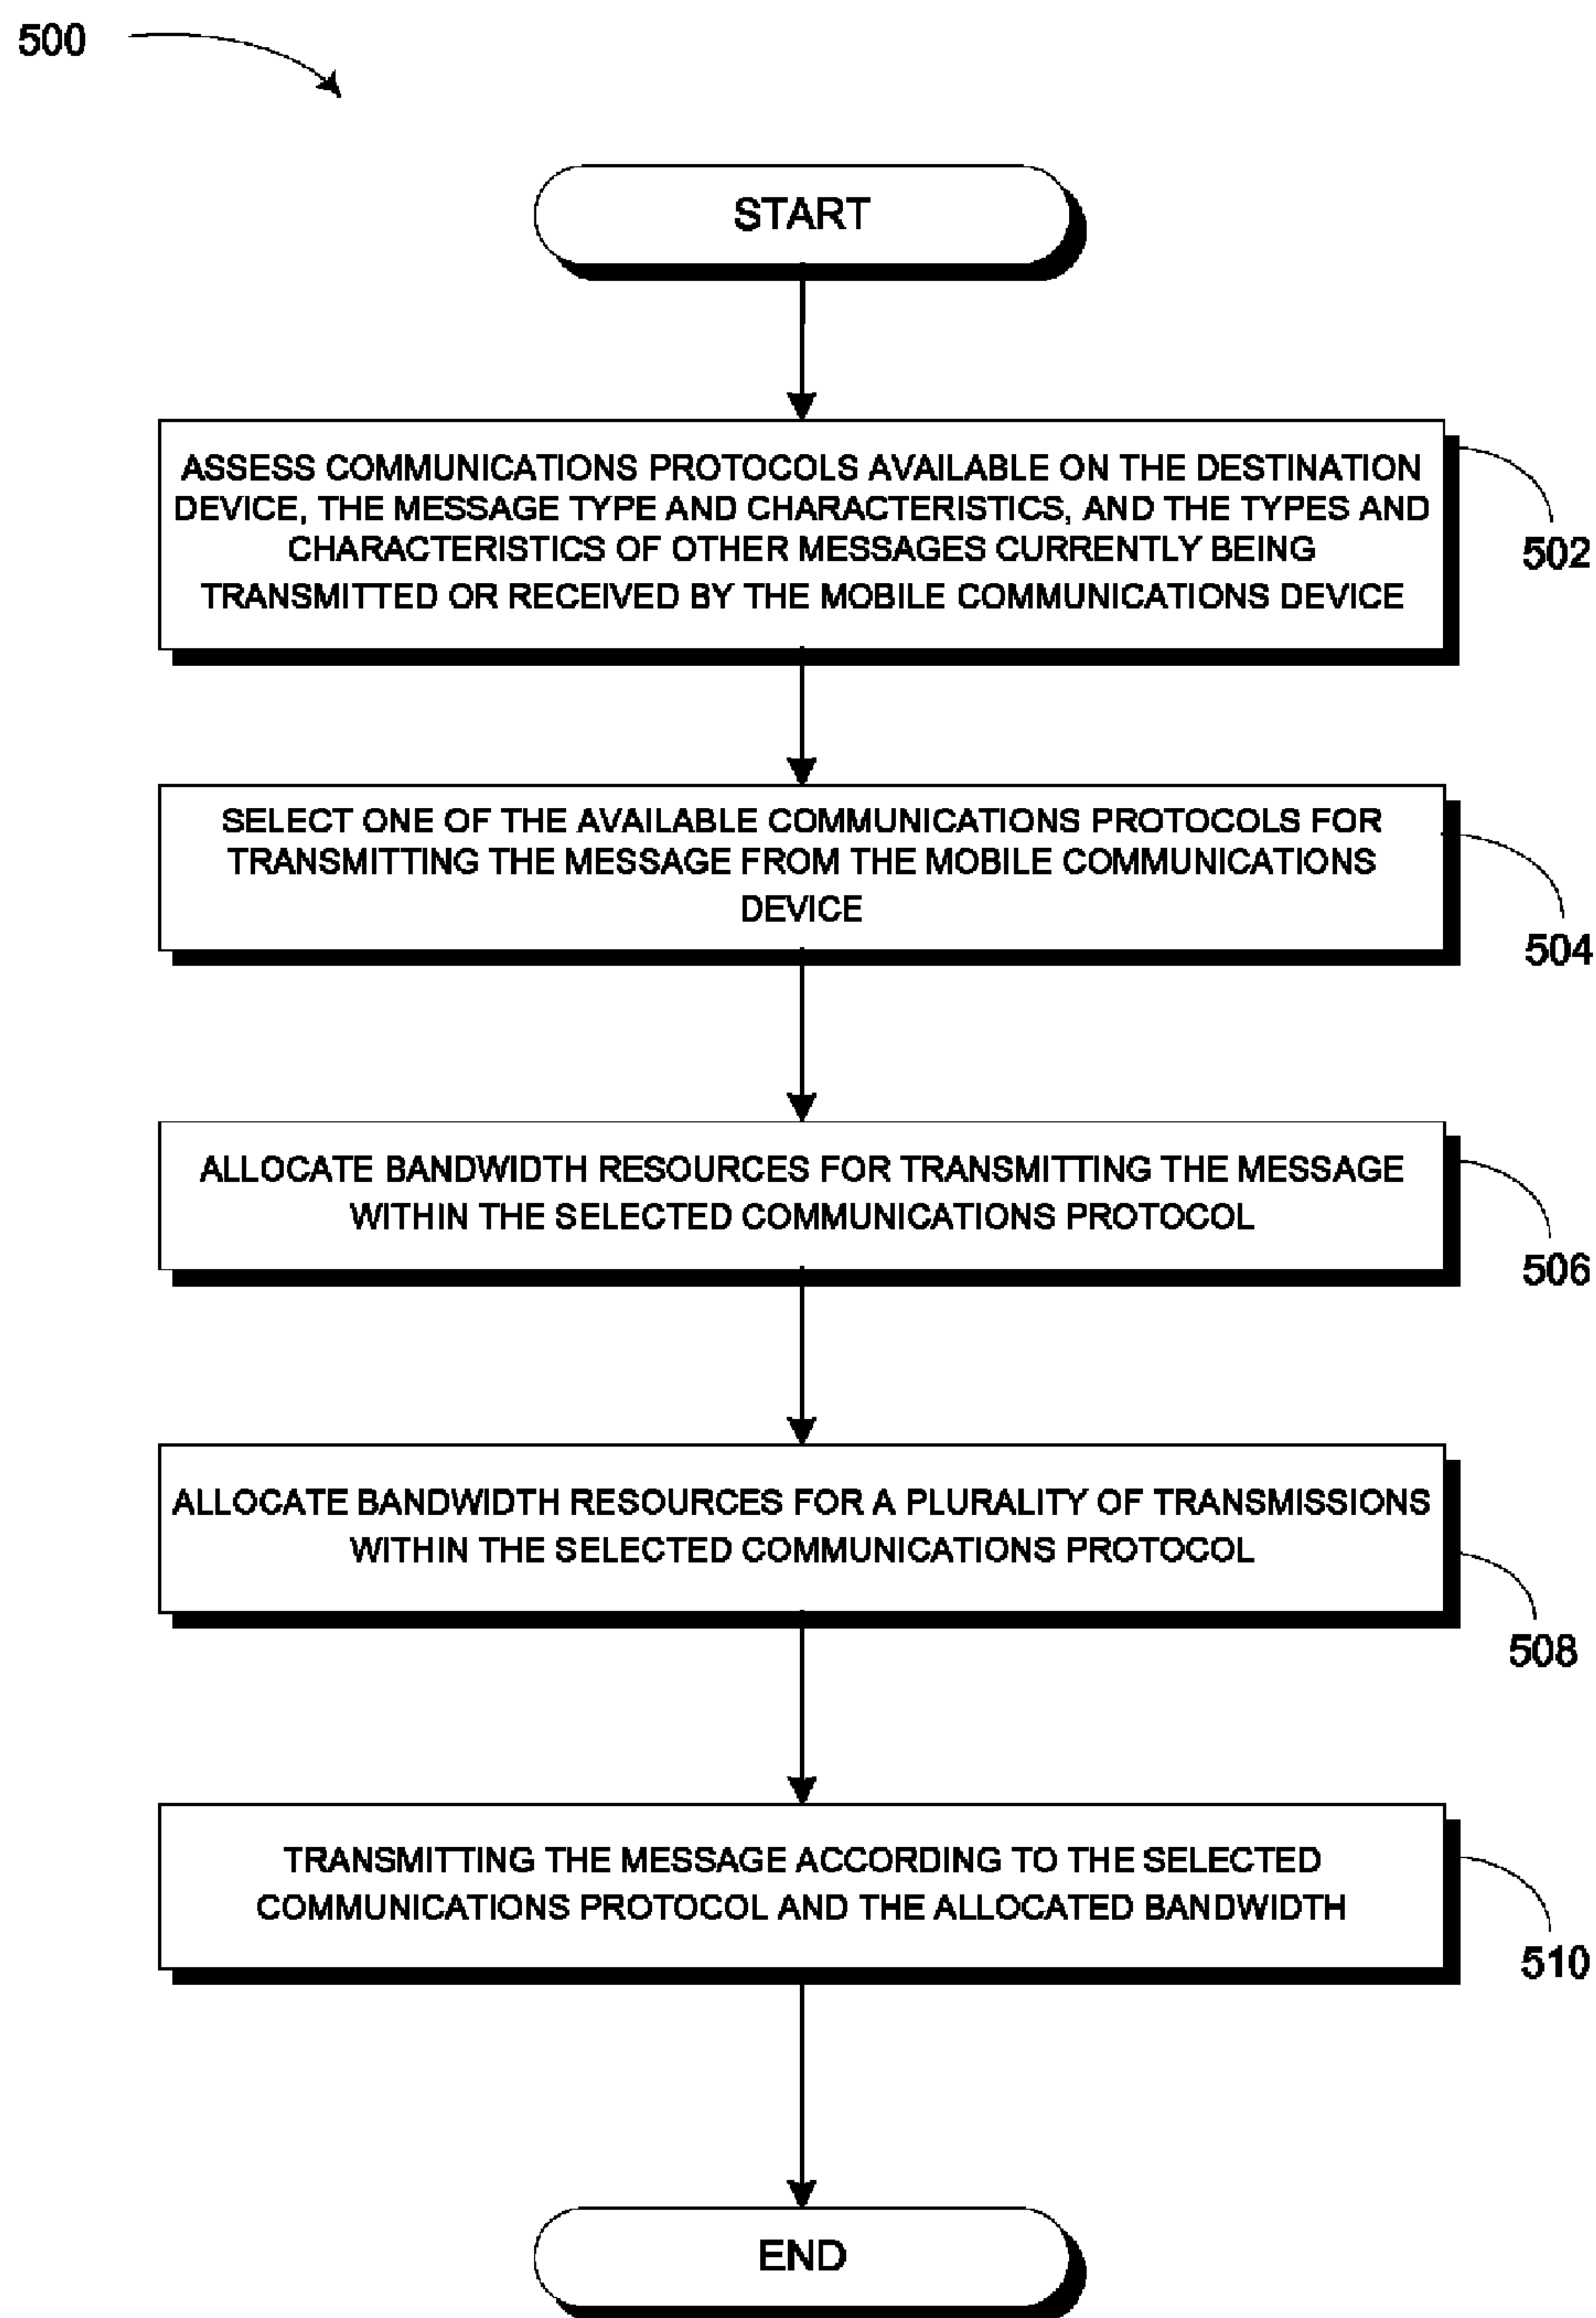 500
START
ASSESS COMMUNICATIONS PROTOCOLS AVAILABLE ON THE DESTINATION
DEVICE, THE MESSAGE TYPE AND CHARACTERISTICS, AND THE TYPES AND
CHARACTERISTICS OF OTHER MESSAGES CURRENTLY BEING
TRANSMITTED OR RECEIVED BY THE MOBILE COMMUNICATIONS DEVICE
502
SELECT ONE OF THE AVAILABLE COMMUNICATIONS PROTOCOLS FOR
TRANSMITTING THE MESSAGE FROM THE MOBILE COMMUNICATIONS
DEVICE
504
ALLOCATE BANDWIDTH RESOURCES FOR TRANSMITTING THE MESSAGE
WITHIN THE SELECTED COMMUNICATIONS PROTOCOL
506
ALLOCATE BANDWIDTH RESOURCES FOR A PLURALITY OF TRANSMISSIONS
WITHIN THE SELECTED COMMUNICATIONS PROTOCOL
508
TRANSMITTING THE MESSAGE ACCORDING TO THE SELECTED
COMMUNICATIONS PROTOCOL AND THE ALLOCATED BANDWIDTH
510
END